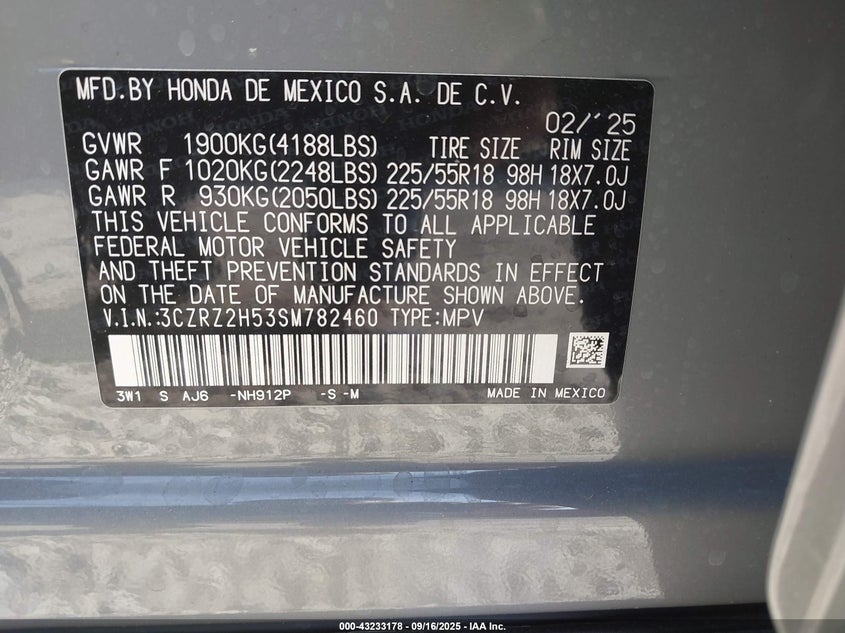 MFD.BY HONDA DE MEXICO S.A. DE C.V.
02/'25
GVWR 1900KG(4188LBS) TIRE SIZE RIM SIZE
GAWR F 1020KG(2248LBS) 225/55R18 98H 18X7.0J
GAWR R 930KG(2050LBS) 225/55R18 98H 18X7.0J
THIS VEHICLE CONFORMS TO ALL APPLICABLE
FEDERAL MOTOR VEHICLE SAFETY
AND THEFT PREVENTION STANDARDS IN EFFECT
ON THE DATE OF MANUFACTURE SHOWN ABOVE.
V.I.N.:3CZRZ2H53SM782460 TYPE:MPV
3W1 S AJ6 -NH912P -S -M MADE IN MEXICO
000-43233178 - 09/16/2025 - IAA Inc.